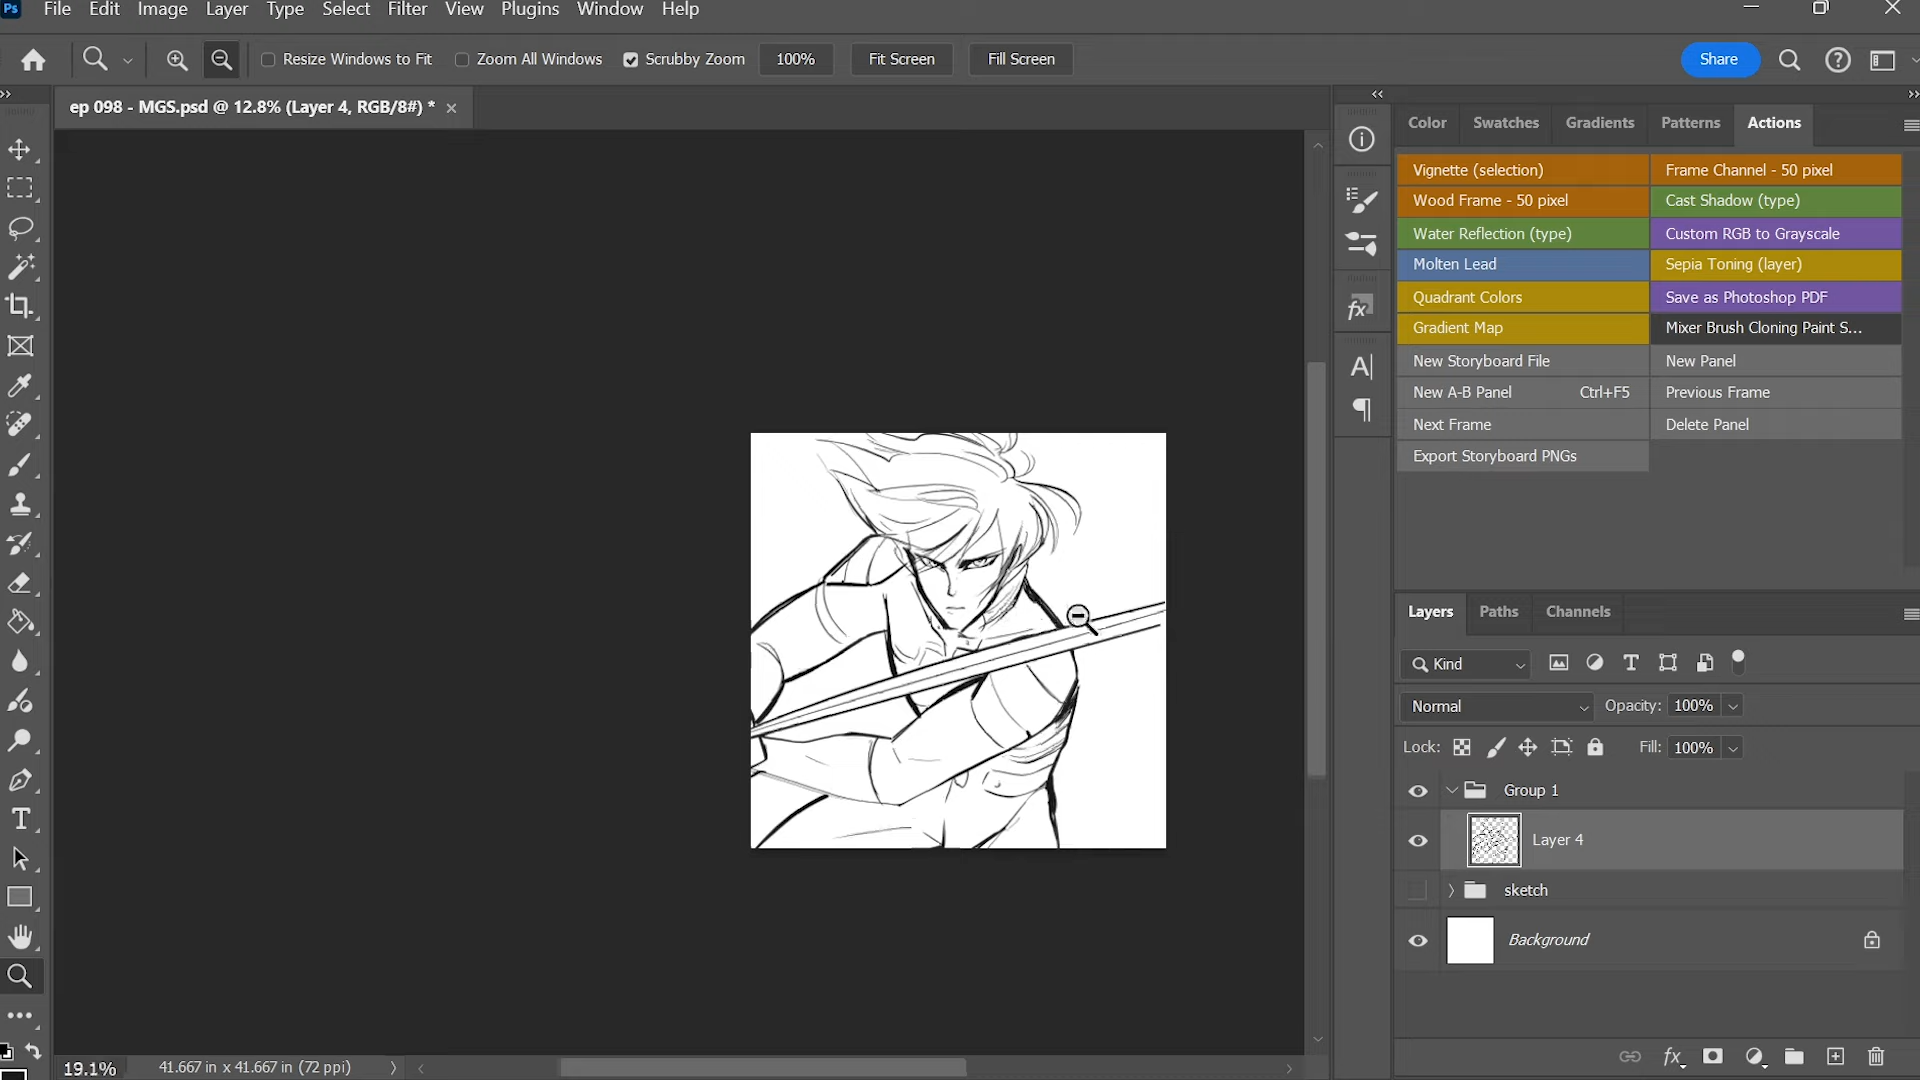 Ps File Edit Image Layer Type Select Filter View Plugins Window Help
Resize Windows to Fit Zoom All Windows Scrubby Zoom 100% Fit Screen Fill Screen Share
ep 098 - MGS.psd @ 12.8% (Layer 4, RGB/8#) *
Color Swatches Gradients Patterns Actions
Vignette (selection) Frame Channel - 50 pixel
Wood Frame - 50 pixel Cast Shadow (type)
Water Reflection (type) Custom RGB to Grayscale
Molten Lead Sepia Toning (layer)
Quadrant Colors Save as Photoshop PDF
Gradient Map Mixer Brush Cloning Paint S...
New Storyboard File New Panel
New A-B Panel Ctrl+F5 Previous Frame
Next Frame Delete Panel
Export Storyboard PNGs
Layers Paths Channels
Kind
Normal Opacity: 100%
Lock: Fill: 100%
Group 1
Layer 4
sketch
Background
19.1% 41.667 in x 41.667 in (72 ppi)